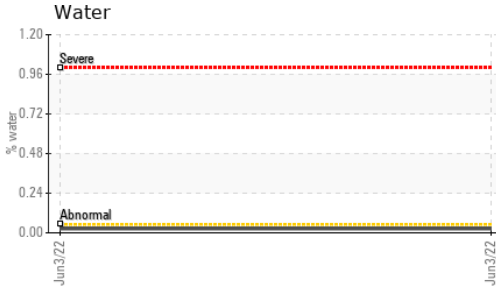 Water
1.20
0.96
0.72
0.48
0.24
0.00
% water
Severe
Abnormal
Jun3/22
Jun3/22